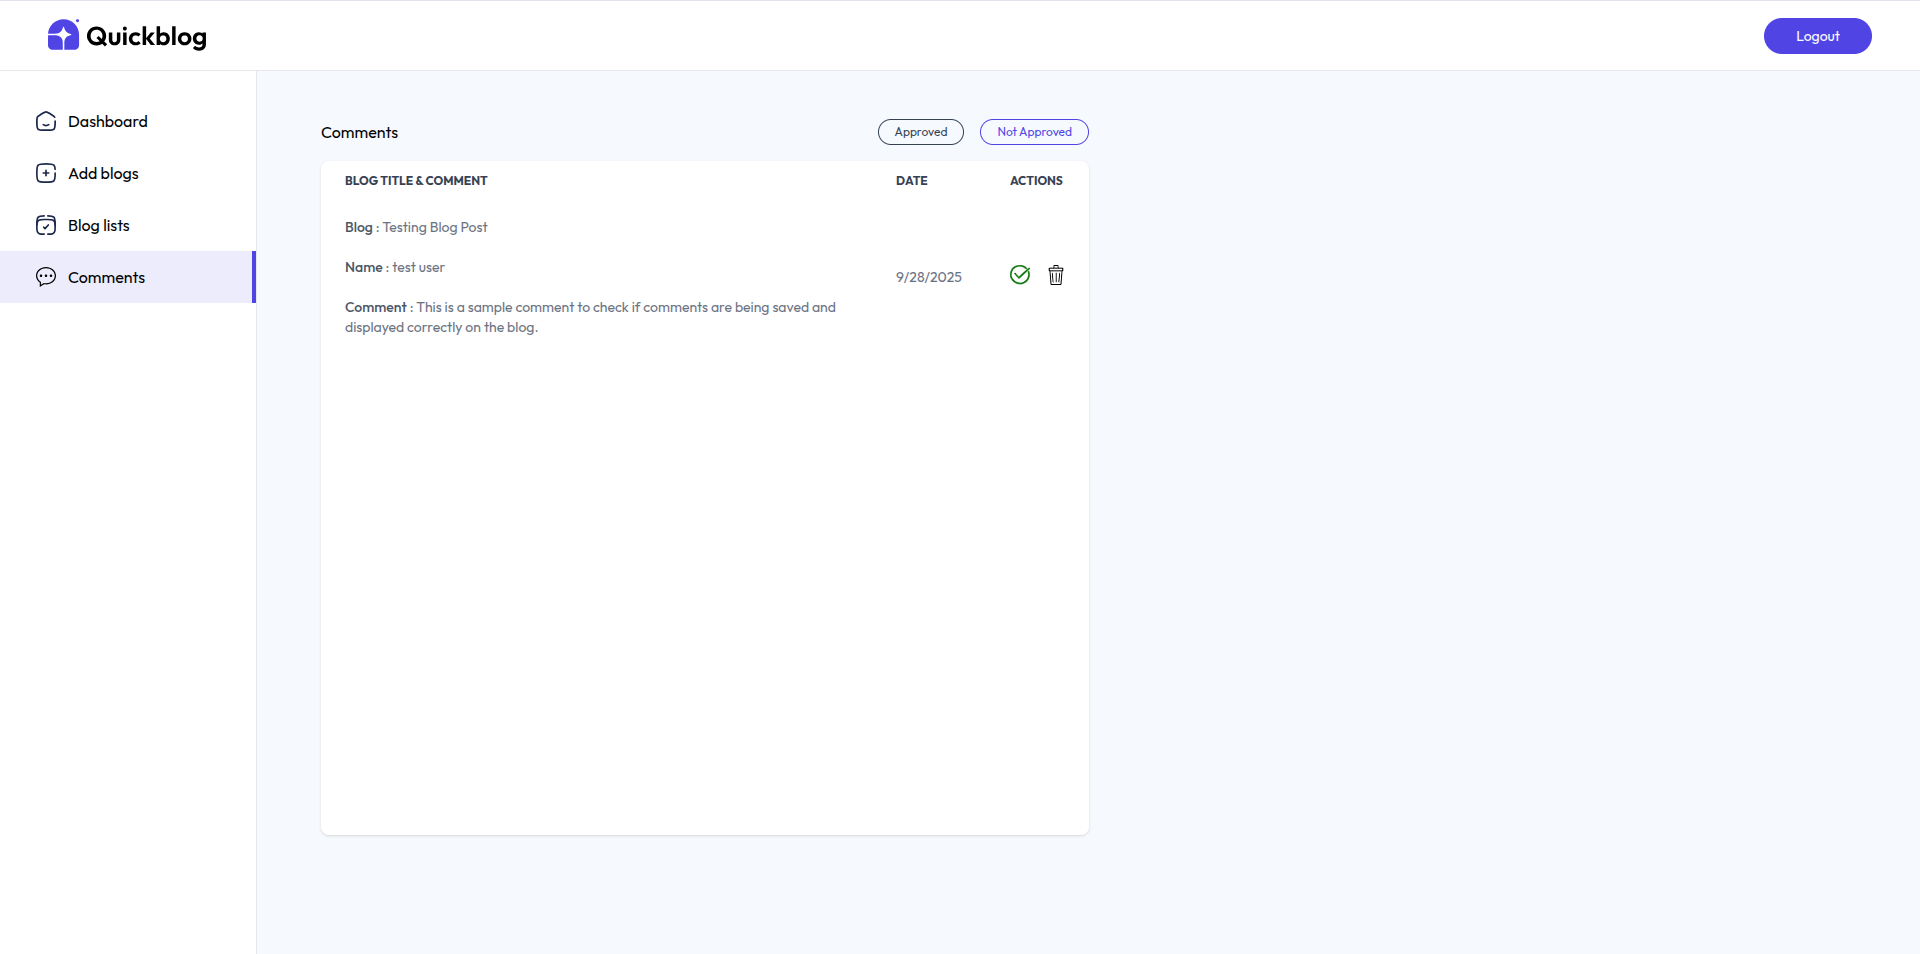 Quickblog
Logout
Dashboard
Add blogs
Blog lists
Comments
Comments
Approved
Not Approved
BLOG TITLE & COMMENT
DATE
ACTIONS
Blog : Testing Blog Post
Name : test user
Comment : This is a sample comment to check if comments are being saved and
displayed correctly on the blog.
9/28/2025